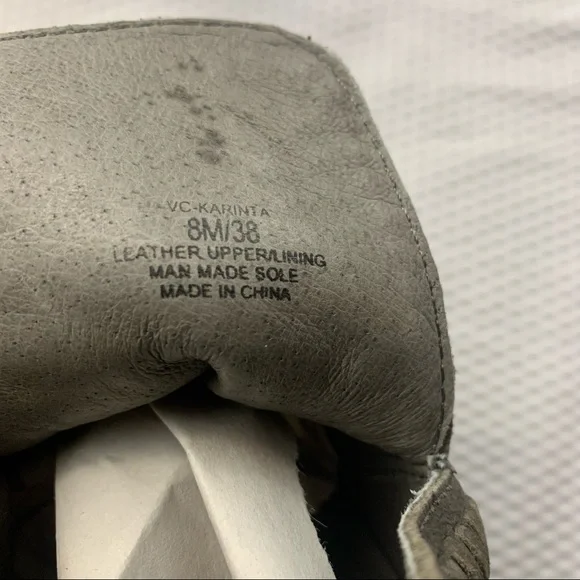 VC-KARINTA
8M/38
LEATHER UPPER/LINING
MAN MADE SOLE
MADE IN CHINA